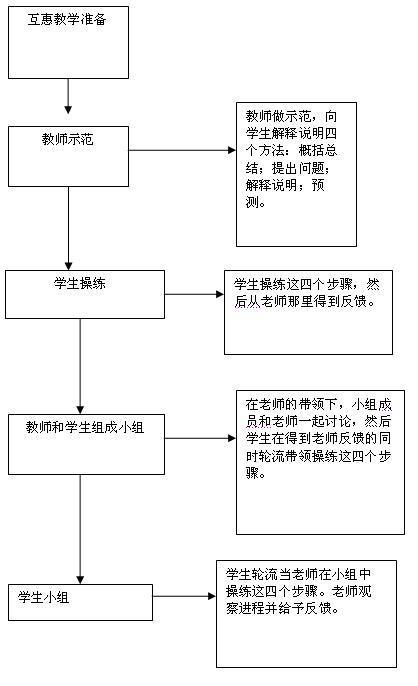 互惠教学准备
教师示范
教师做示范，向
学生解释说明四
个方法：概括总
结；提出问题；
解释说明；预
测。
学生操练
学生操练这四个步骤，然
后从老师那里得到反馈。
教师和学生组成小组
在老师的带领下，小组成
员和老师一起讨论，然后
学生在得到老师反馈的同
时轮流带领操练这四个步
骤。
学生小组
学生轮流当老师在小组中
操练这四个步骤。老师观
察进程并给予反馈。